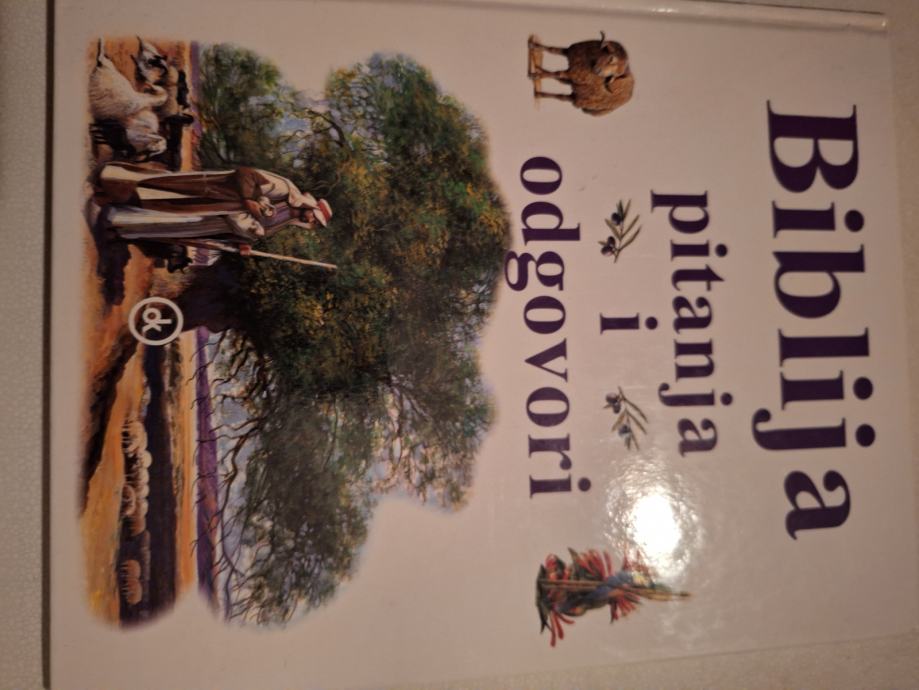 Biblija
pitanja
i
odgovori
dk